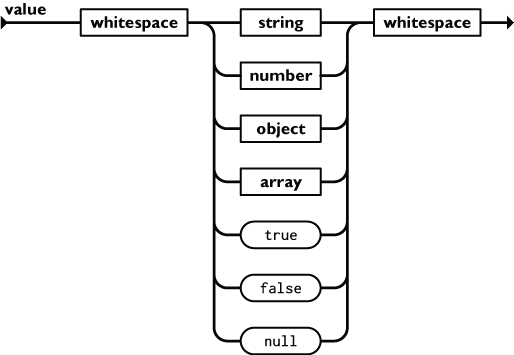 value
whitespace string whitespace
number
object
array
true
false
null